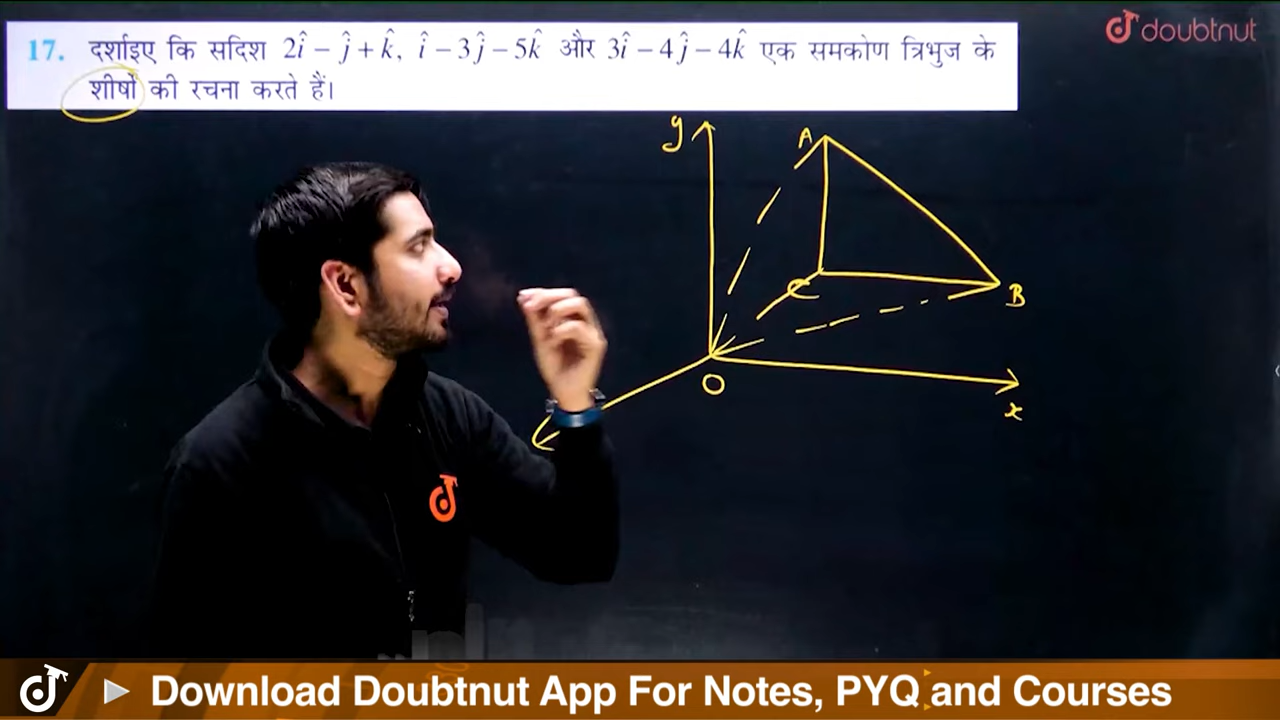 doubtnut
17. दर्शाइए कि सदिश 2î − ĵ + k̂, î − 3ĵ − 5k̂ और 3î − 4ĵ − 4k̂ एक समकोण त्रिभुज के
शीर्षों की रचना करते हैं।
y
A
C
B
O
x
Download Doubtnut App For Notes, PYQ and Courses